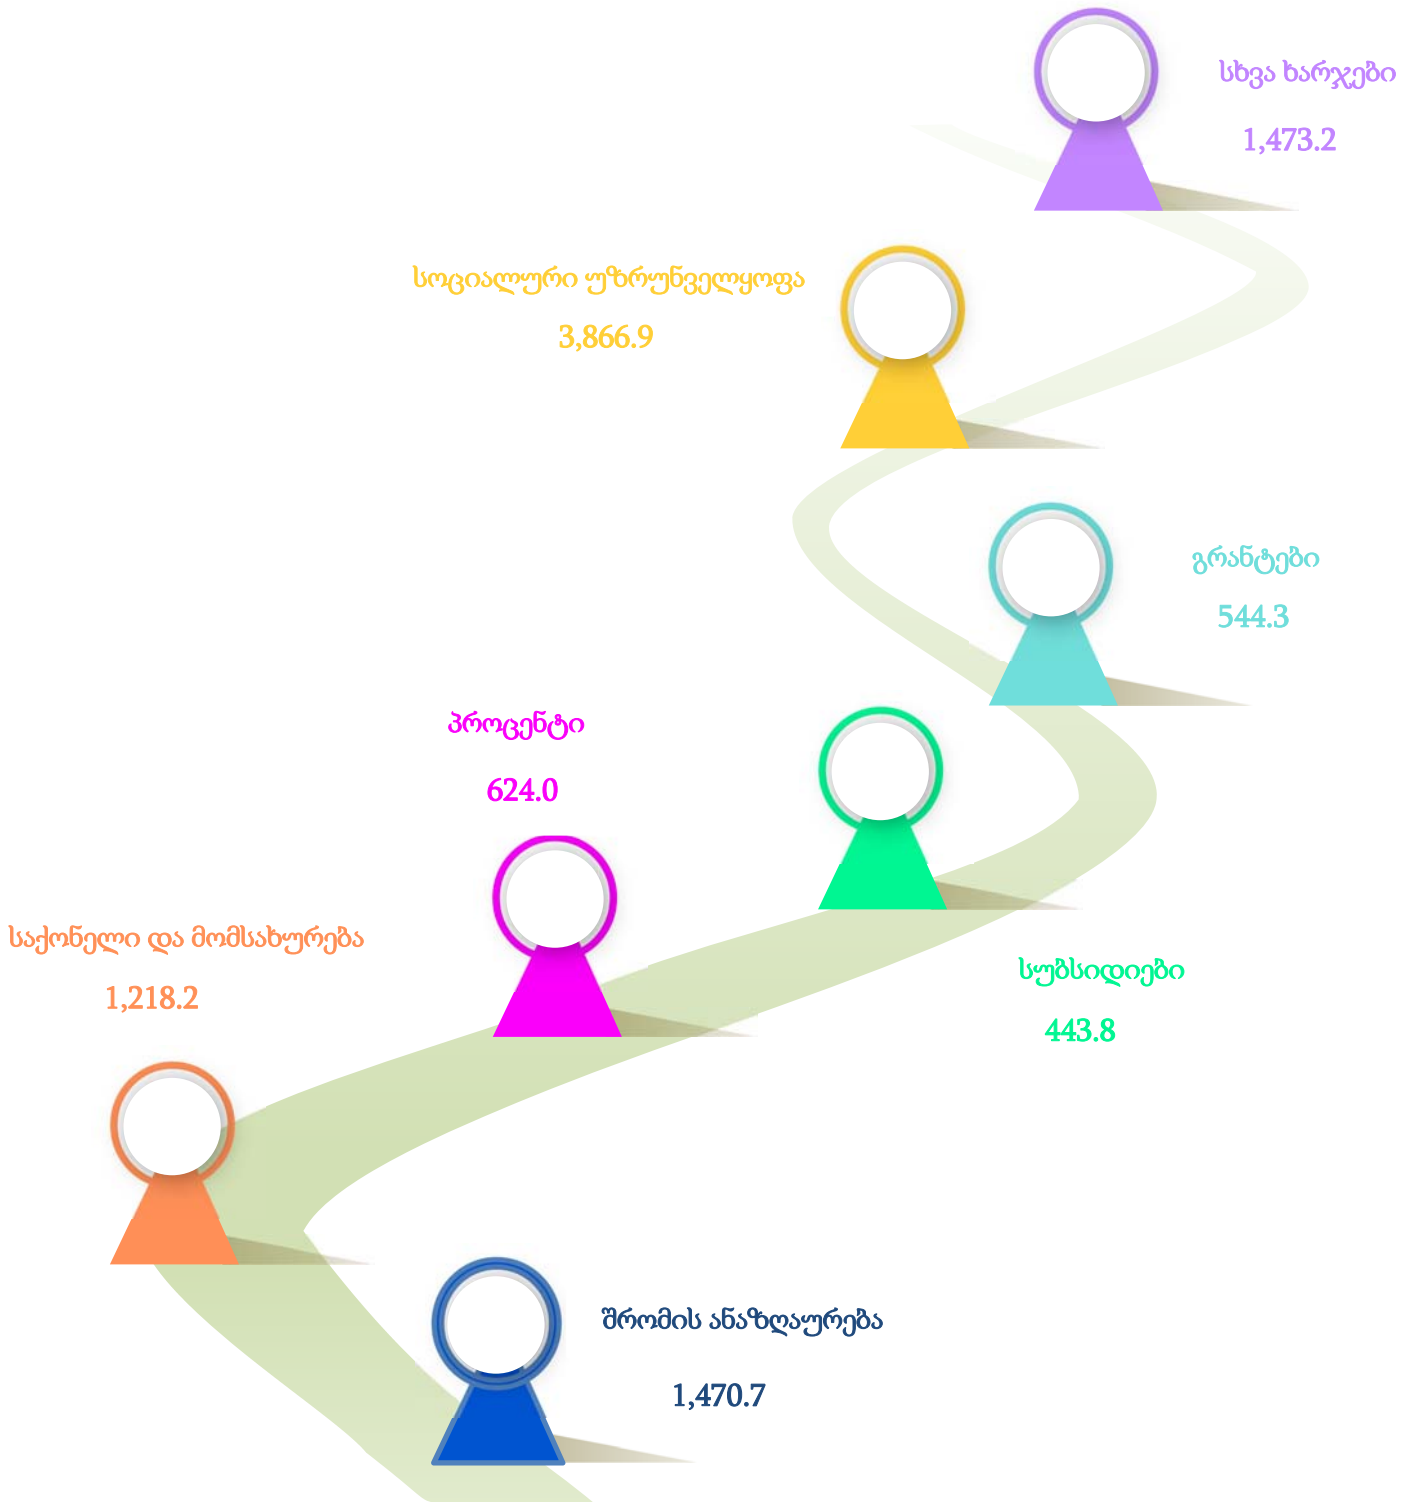 სხვა ხარჯები
1,473.2
სოციალური უზრუნველყოფა
3,866.9
გრანტები
544.3
პროცენტი
624.0
საქონელი და მომსახურება
1,218.2
სუბსიდიები
443.8
შრომის ანაზღაურება
1,470.7